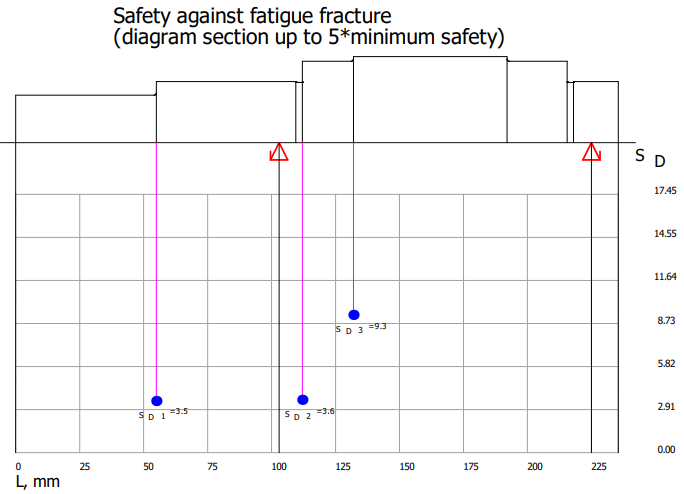 Safety against fatigue fracture
(diagram section up to 5*minimum safety)
S D
17.45
14.55
11.64
8.73
S D 3 =9.3
5.82
2.91
S D 1 =3.5
S D 2 =3.6
0.00
0 25 50 75 100 125 150 175 200 225
L, mm